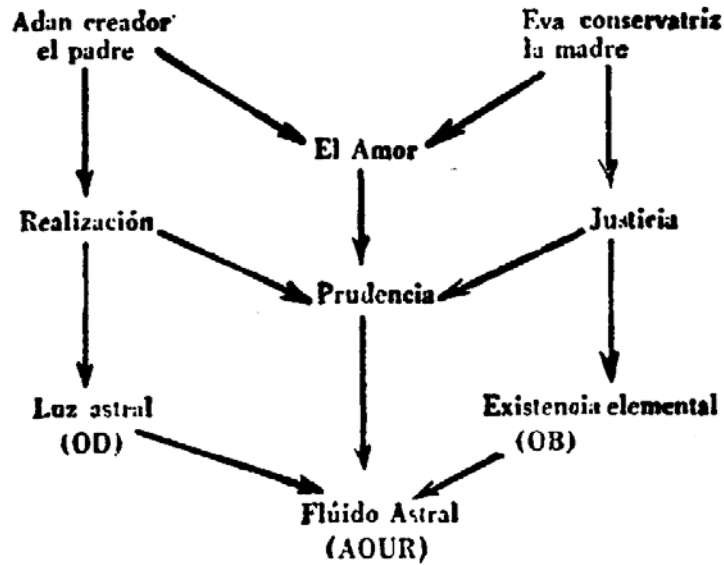 Adan creador
el padre
Eva conservatriz
la madre
El Amor
Realización
Justicia
Prudencia
Luz astral
(OD)
Existencia elemental
(OB)
Flúido Astral
(AOUR)